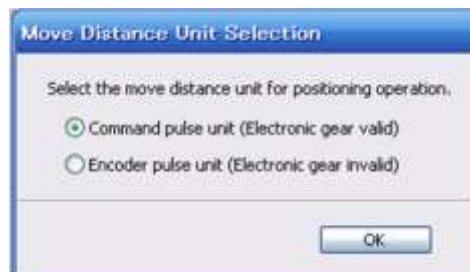 Move Distance Unit Selection
Select the move distance unit for positioning operation.
Command pulse unit (Electronic gear valid)
Encoder pulse unit (Electronic gear invalid)
OK